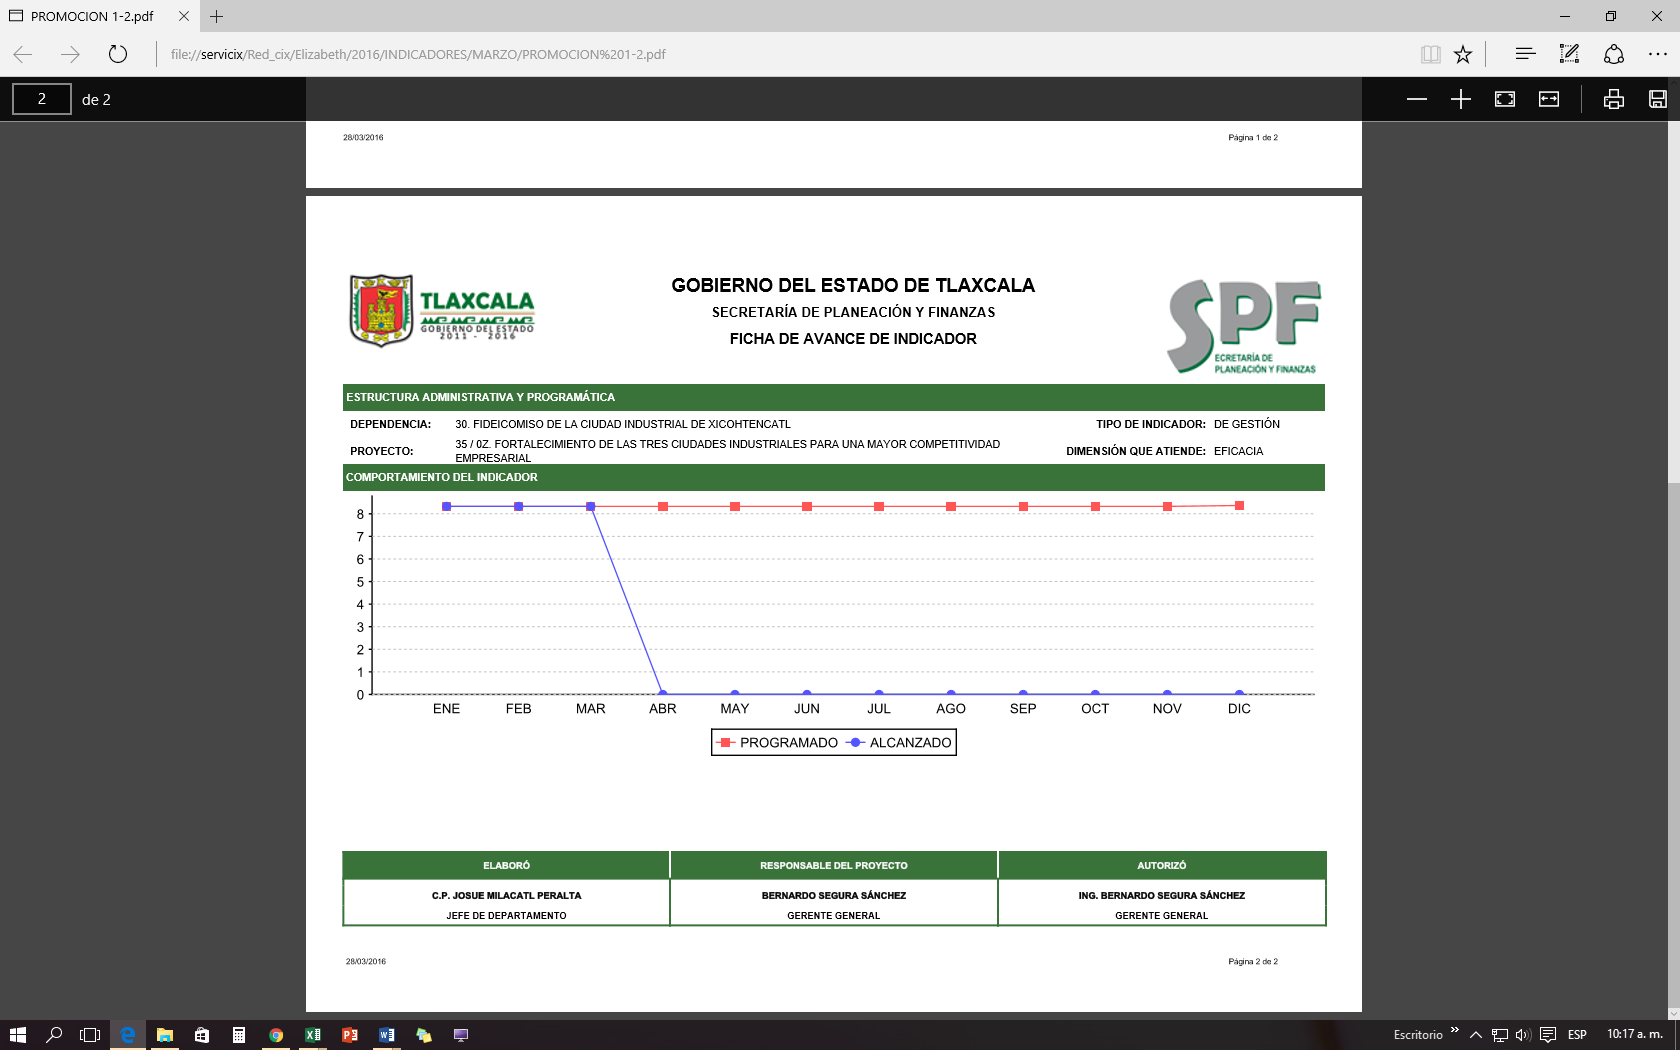 PROMOCION 1-2.pdf
file://servicix/Red_cix/Elizabeth/2016/INDICADORES/MARZO/PROMOCION%201-2.pdf
2 de 2
28/03/2016 Página 1 de 2
TLAXCALA
GOBIERNO DEL ESTADO
2011 - 2016
GOBIERNO DEL ESTADO DE TLAXCALA
SECRETARÍA DE PLANEACIÓN Y FINANZAS
FICHA DE AVANCE DE INDICADOR
SPF
ECRETARÍA DE
PLANEACIÓN Y FINANZAS
ESTRUCTURA ADMINISTRATIVA Y PROGRAMÁTICA
DEPENDENCIA: 30. FIDEICOMISO DE LA CIUDAD INDUSTRIAL DE XICOHTENCATL TIPO DE INDICADOR: DE GESTIÓN
PROYECTO: 35 / 0Z. FORTALECIMIENTO DE LAS TRES CIUDADES INDUSTRIALES PARA UNA MAYOR COMPETITIVIDAD
EMPRESARIAL
DIMENSIÓN QUE ATIENDE: EFICACIA
COMPORTAMIENTO DEL INDICADOR
8
7
6
5
4
3
2
1
0
ENE FEB MAR ABR MAY JUN JUL AGO SEP OCT NOV DIC
PROGRAMADO ALCANZADO
ELABORÓ RESPONSABLE DEL PROYECTO AUTORIZÓ
C.P. JOSUE MILACATL PERALTA BERNARDO SEGURA SÁNCHEZ ING. BERNARDO SEGURA SÁNCHEZ
JEFE DE DEPARTAMENTO GERENTE GENERAL GERENTE GENERAL
28/03/2016 Página 2 de 2
Escritorio ESP 10:17 a. m.